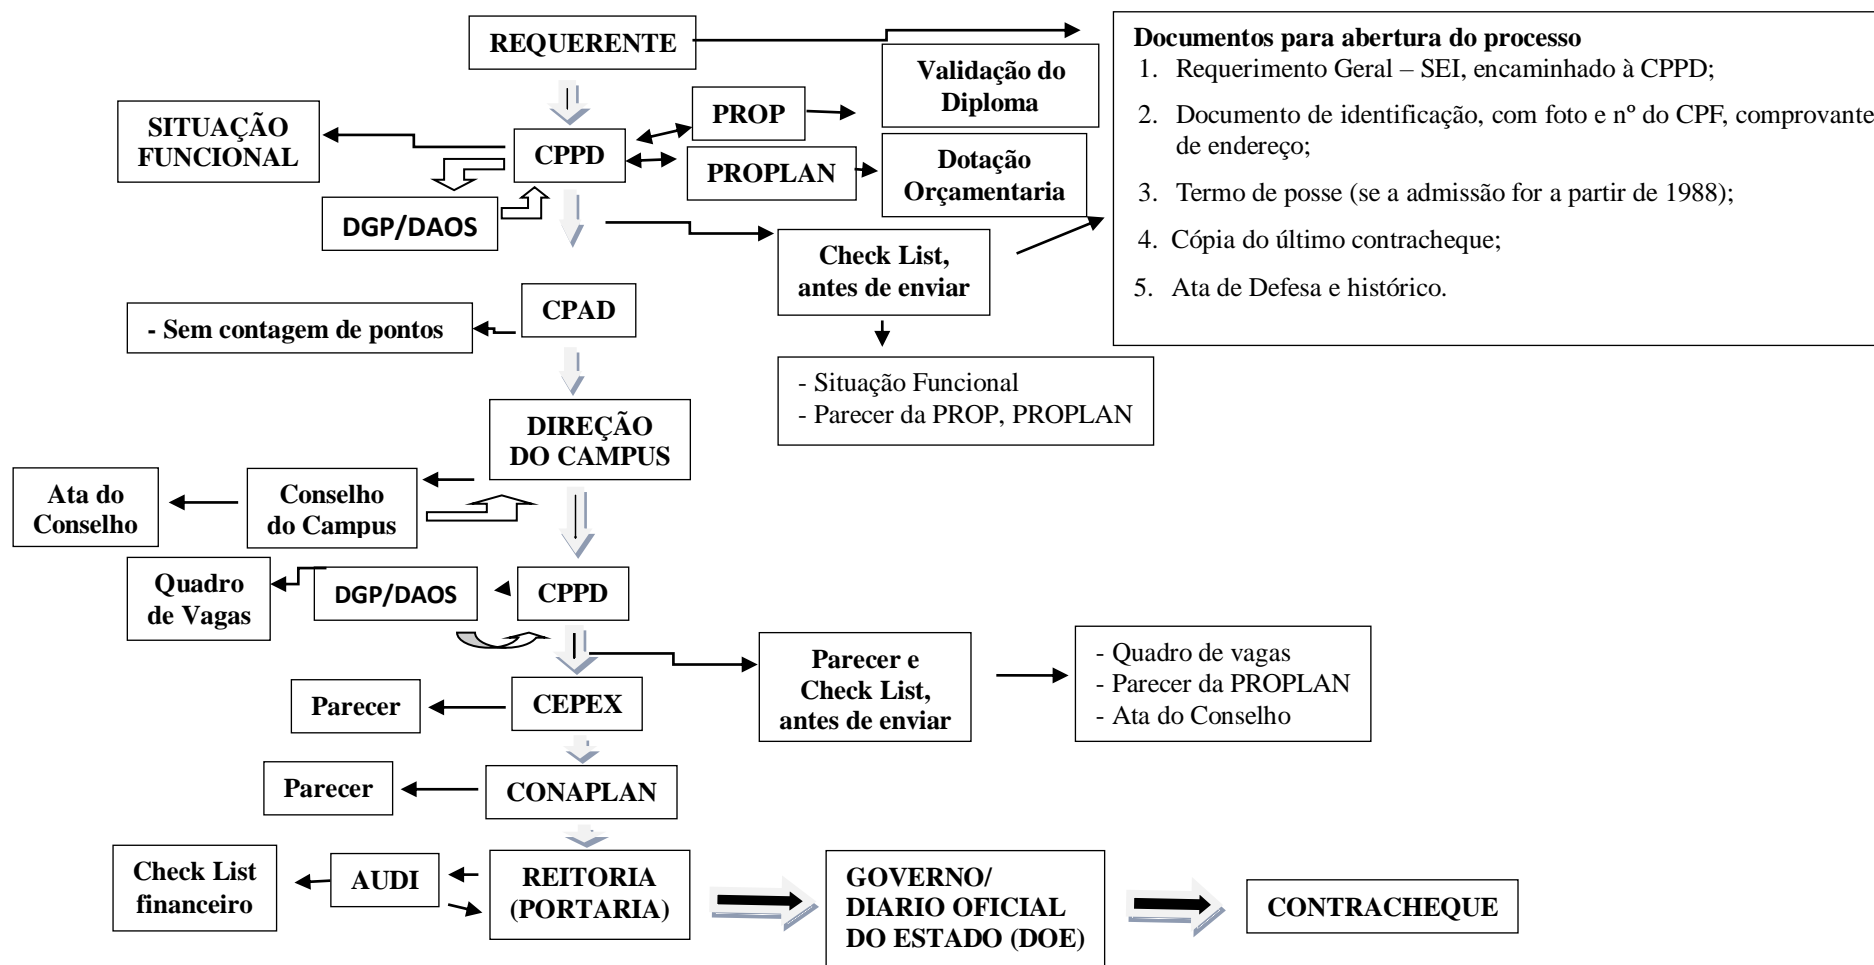 REQUERENTE
Documentos para abertura do processo
1. Requerimento Geral – SEI, encaminhado à CPPD;
2. Documento de identificação, com foto e nº do CPF, comprovante
de endereço;
3. Termo de posse (se a admissão for a partir de 1988);
4. Cópia do último contracheque;
5. Ata de Defesa e histórico.
Validação do
Diploma
SITUAÇÃO
FUNCIONAL
CPPD
PROP
PROPLAN
Dotação
Orçamentaria
DGP/DAOS
Check List,
antes de enviar
CPAD
- Sem contagem de pontos
- Situação Funcional
- Parecer da PROP, PROPLAN
DIREÇÃO
DO CAMPUS
Ata do
Conselho
Conselho
do Campus
Quadro
de Vagas
DGP/DAOS
CPPD
Parecer e
Check List,
antes de enviar
- Quadro de vagas
- Parecer da PROPLAN
- Ata do Conselho
Parecer
CEPEX
Parecer
CONAPLAN
Check List
financeiro
AUDI
REITORIA
(PORTARIA)
GOVERNO/
DIARIO OFICIAL
DO ESTADO (DOE)
CONTRACHEQUE